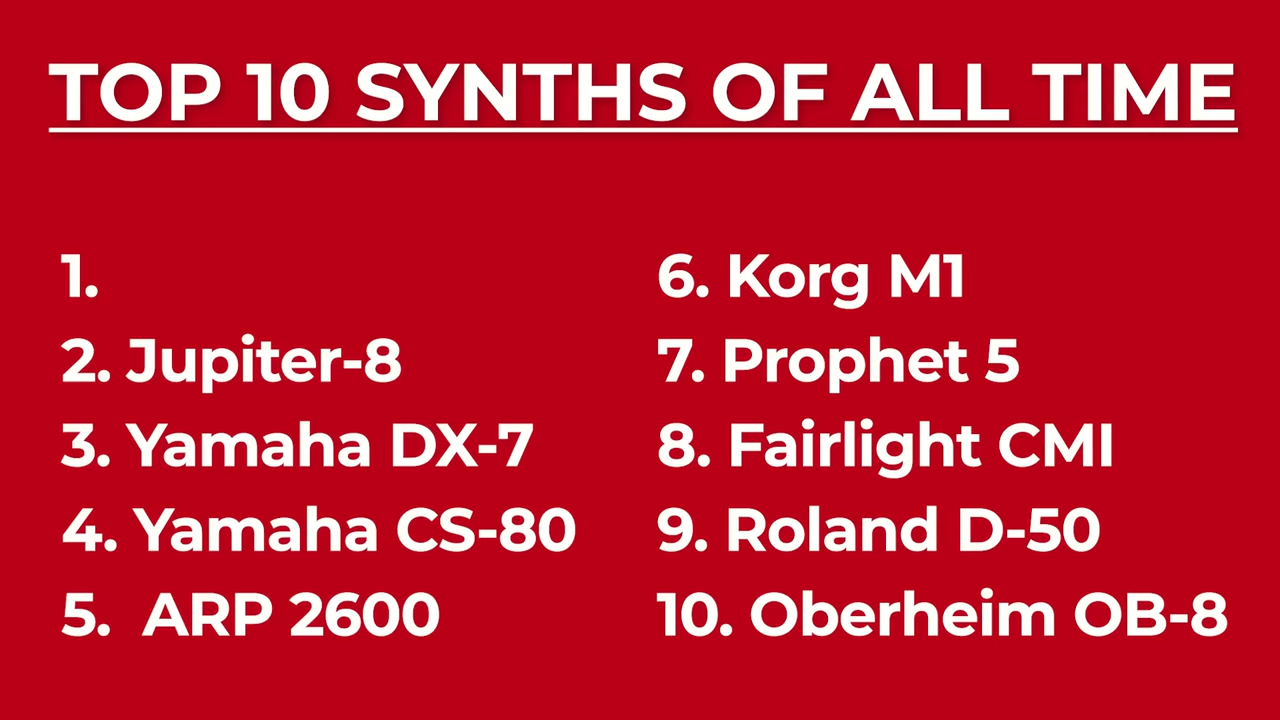 TOP 10 SYNTHS OF ALL TIME
1.
2. Jupiter-8
3. Yamaha DX-7
4. Yamaha CS-80
5. ARP 2600
6. Korg M1
7. Prophet 5
8. Fairlight CMI
9. Roland D-50
10. Oberheim OB-8